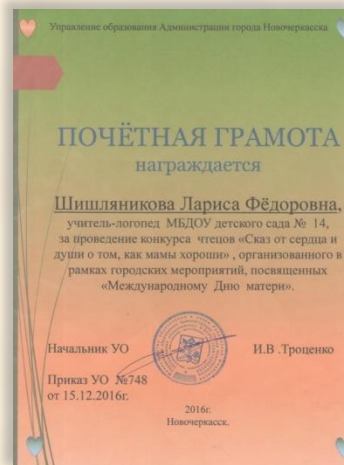 Управление образования Администрации города Новочеркасска
ПОЧЁТНАЯ ГРАМОТА
награждается
Шишляникова Лариса Фёдоровна,
учитель-логопед МБДОУ детского сада № 14,
за проведение конкурса чтецов «Сказ от сердца и
души о том, как мамы хороши» , организованного в
рамках городских мероприятий, посвященных
«Международному Дню матери».
Начальник УО И.В .Троценко
Приказ УО №748
от 15.12.2016г.
2016г.
Новочеркасск.